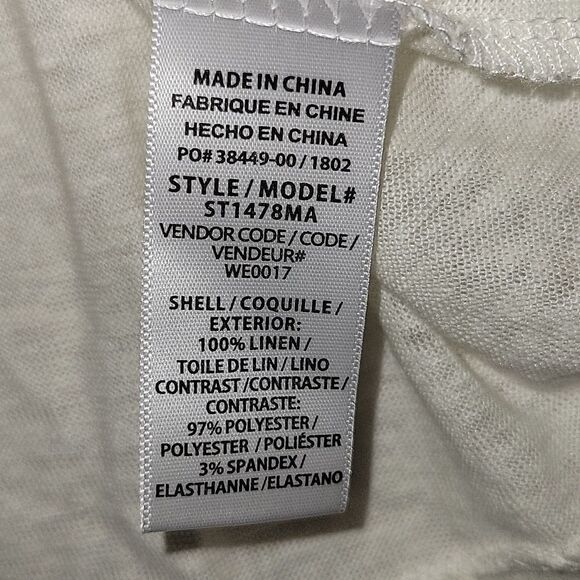 MADE IN CHINA
FABRIQUE EN CHINE
HECHO EN CHINA
PO# 38449-00 / 1802
STYLE / MODEL#
ST1478MA
VENDOR CODE / CODE /
VENDEUR#
WE0017
SHELL / COQUILLE /
EXTERIOR:
100% LINEN /
TOILE DE LIN / LINO
CONTRAST / CONTRASTE /
CONTRASTE:
97% POLYESTER /
POLYESTER / POLIÉSTER
3% SPANDEX /
ELASTHANNE / ELASTANO